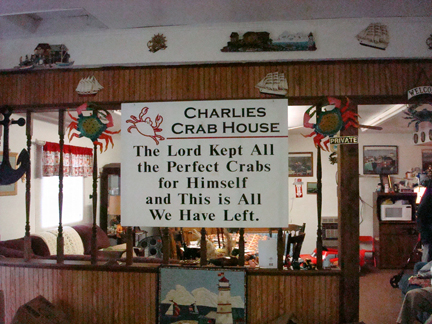 CHARLIES
CRAB HOUSE
The Lord Kept All
the Perfect Crabs
for Himself
and This is All
We Have Left.
PRIVATE